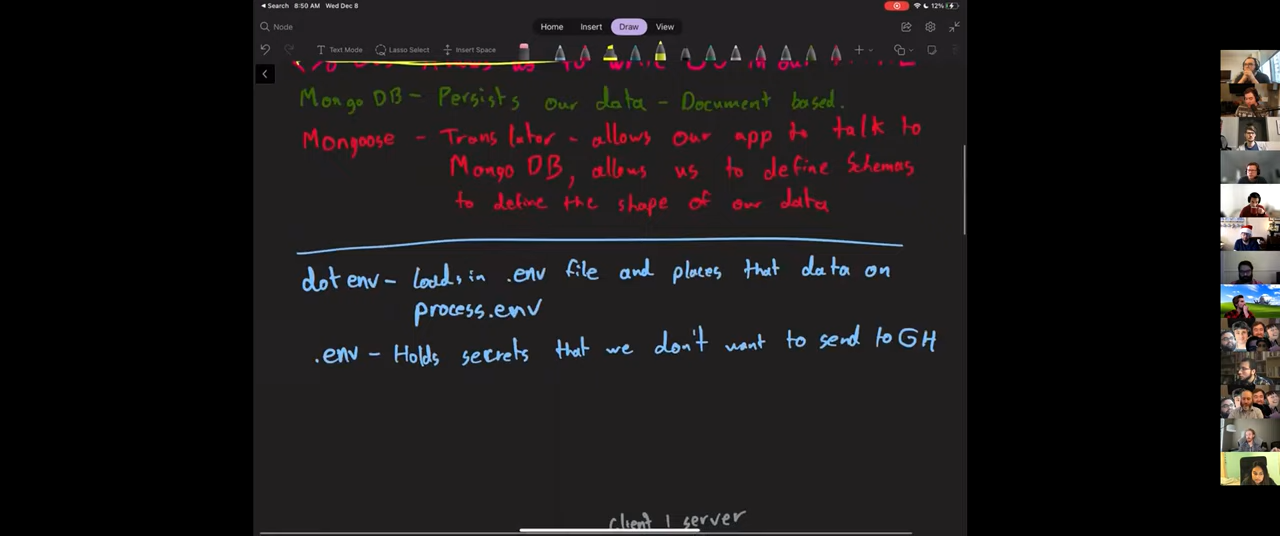 Search 8:50 AM Wed Dec 8 12%
Node Home Insert Draw View
Text Mode Lasso Select Insert Space
Mongo DB - Persists our data - Document based.
Mongoose - Translator - allows our app to talk to
Mongo DB, allows us to define Schemas
to define the shape of our data
dotenv - Loads in .env file and places that data on
process.env
.env - Holds secrets that we don't want to send to GH
client | server